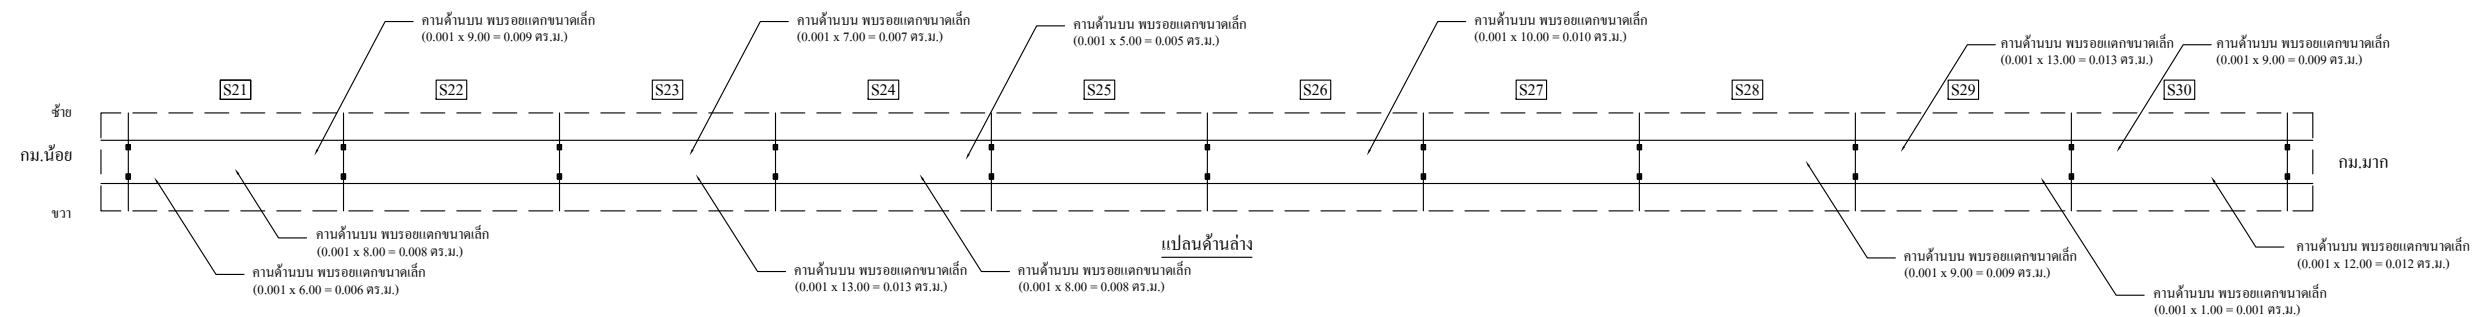 คานด้านบน พบรอยแตกขนาดเล็ก
(0.001 x 9.00 = 0.009 ตร.ม.)
คานด้านบน พบรอยแตกขนาดเล็ก
(0.001 x 7.00 = 0.007 ตร.ม.)
คานด้านบน พบรอยแตกขนาดเล็ก
(0.001 x 5.00 = 0.005 ตร.ม.)
คานด้านบน พบรอยแตกขนาดเล็ก
(0.001 x 10.00 = 0.010 ตร.ม.)
คานด้านบน พบรอยแตกขนาดเล็ก
(0.001 x 13.00 = 0.013 ตร.ม.)
คานด้านบน พบรอยแตกขนาดเล็ก
(0.001 x 9.00 = 0.009 ตร.ม.)
S21 S22 S23 S24 S25 S26 S27 S28 S29 S30
ซ้าย
กม.น้อย กม.มาก
ขวา
คานด้านบน พบรอยแตกขนาดเล็ก
(0.001 x 8.00 = 0.008 ตร.ม.)
คานด้านบน พบรอยแตกขนาดเล็ก
(0.001 x 6.00 = 0.006 ตร.ม.)
คานด้านบน พบรอยแตกขนาดเล็ก
(0.001 x 13.00 = 0.013 ตร.ม.)
คานด้านบน พบรอยแตกขนาดเล็ก
(0.001 x 8.00 = 0.008 ตร.ม.)
แปลนด้านล่าง
คานด้านบน พบรอยแตกขนาดเล็ก
(0.001 x 9.00 = 0.009 ตร.ม.)
คานด้านบน พบรอยแตกขนาดเล็ก
(0.001 x 1.00 = 0.001 ตร.ม.)
คานด้านบน พบรอยแตกขนาดเล็ก
(0.001 x 12.00 = 0.012 ตร.ม.)